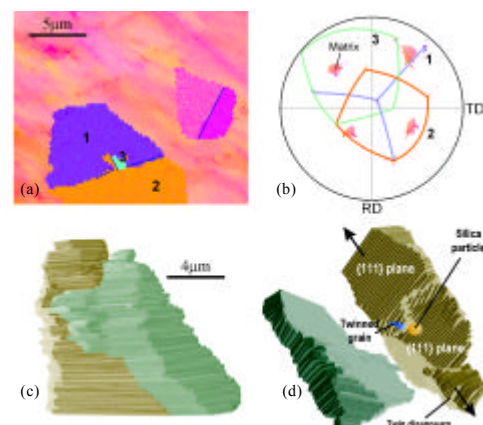 5μm
1
3
2
(a)
Matrix
3
1
2
TD
RD
(b)
4μm
(c)
Silica
particle
{111} plane
Twinned
grain
{111} plane
(d)
Twin